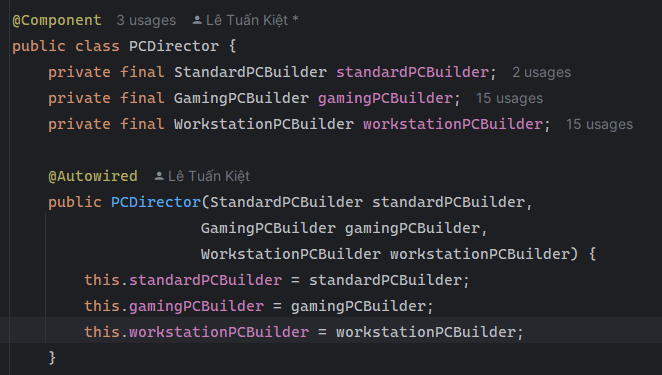 @Component 3 usages Lê Tuấn Kiệt *
public class PCDirector {
    private final StandardPCBuilder standardPCBuilder; 2 usages
    private final GamingPCBuilder gamingPCBuilder; 15 usages
    private final WorkstationPCBuilder workstationPCBuilder; 15 usages

    @Autowired Lê Tuấn Kiệt
    public PCDirector(StandardPCBuilder standardPCBuilder,
                      GamingPCBuilder gamingPCBuilder,
                      WorkstationPCBuilder workstationPCBuilder) {
        this.standardPCBuilder = standardPCBuilder;
        this.gamingPCBuilder = gamingPCBuilder;
        this.workstationPCBuilder = workstationPCBuilder;
    }